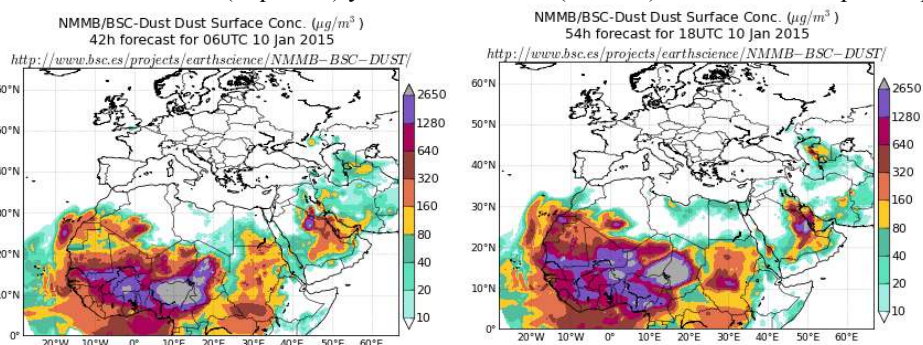 NMMB/BSC-Dust Dust Surface Conc. (μg/m³)
42h forecast for 06UTC 10 Jan 2015
http://www.bsc.es/projects/earthscience/NMMB-BSC-DUST/
60°N
50°N
40°N
30°N
20°N
10°N
0°
20°W
10°W
0°
10°E
20°E
30°E
40°E
50°E
60°E
2650
1280
640
320
160
80
40
20
10
NMMB/BSC-Dust Dust Surface Conc. (μg/m³)
54h forecast for 18UTC 10 Jan 2015
http://www.bsc.es/projects/earthscience/NMMB-BSC-DUST/
60°N
50°N
40°N
30°N
20°N
10°N
0°
20°W
10°W
0°
10°E
20°E
30°E
40°E
50°E
60°E
2650
1280
640
320
160
80
40
20
10